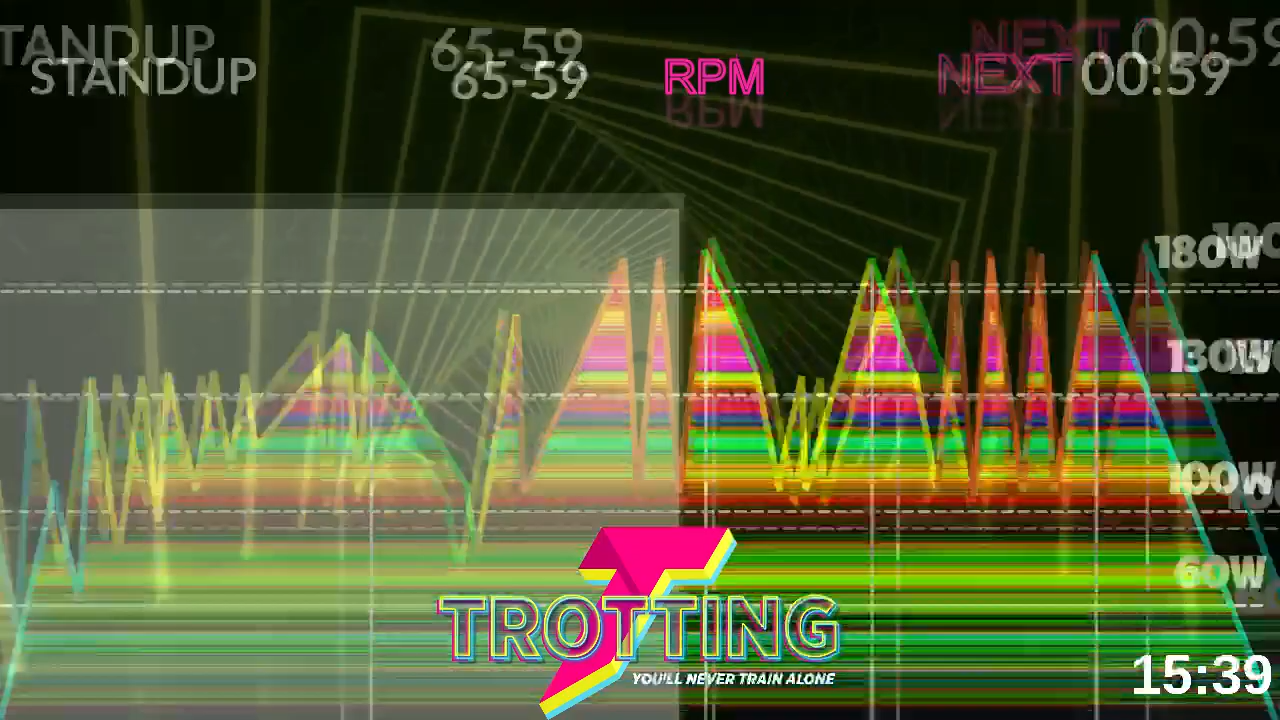 STANDUP 65-59 RPM NEXT 00:59
180W
130W
100W
60W
TROTTING
YOU'LL NEVER TRAIN ALONE
15:39